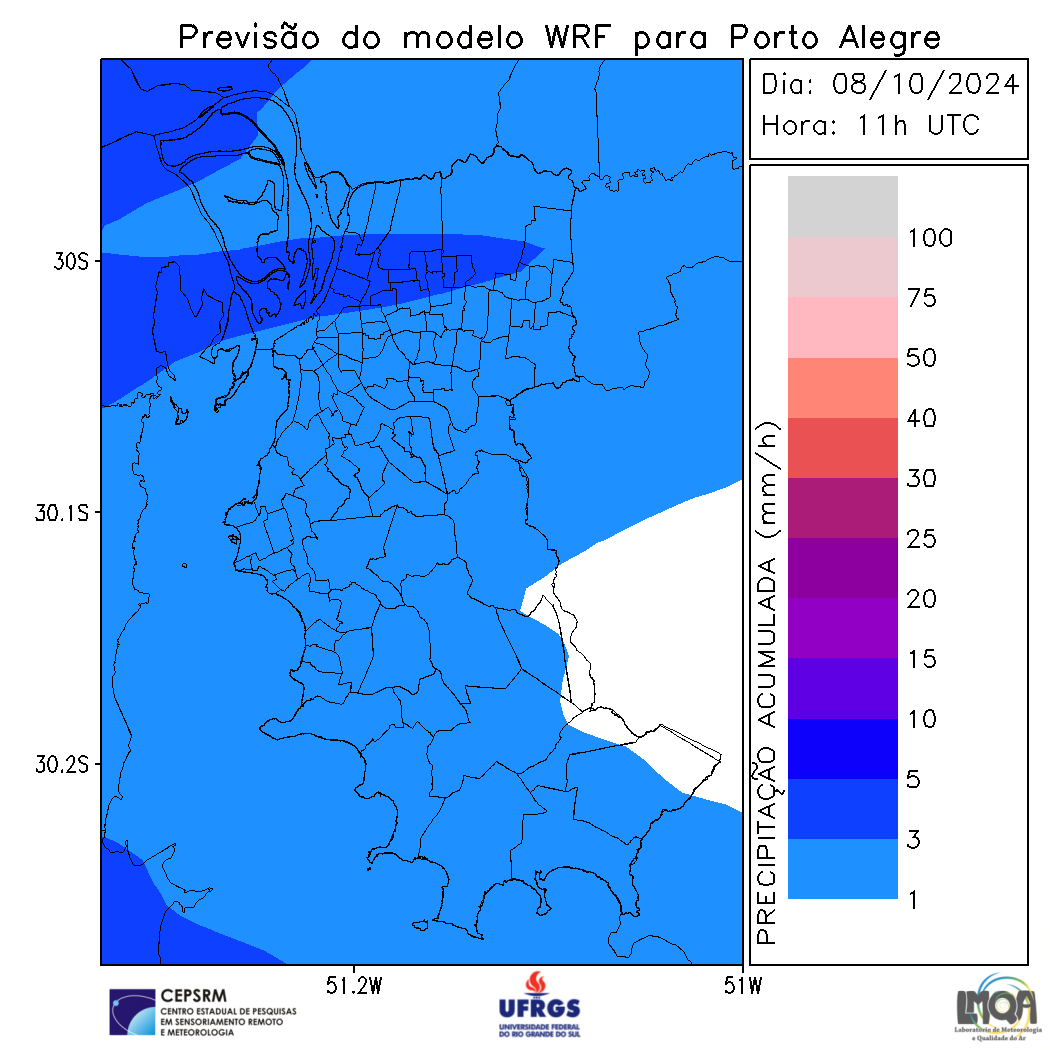 Previsão do modelo WRF para Porto Alegre
Dia: 08/10/2024
Hora: 11h UTC
30S
30.1S
30.2S
51.2W
51W
PRECIPITAÇÃO ACUMULADA (mm/h)
100
75
50
40
30
25
20
15
10
5
3
1
CEPSRM
CENTRO ESTADUAL DE PESQUISAS
EM SENSORIAMENTO REMOTO
E METEOROLOGIA
UFRGS
UNIVERSIDADE FEDERAL
DO RIO GRANDE DO SUL
LMQA
Laboratório de Meteorologia
e Qualidade do Ar